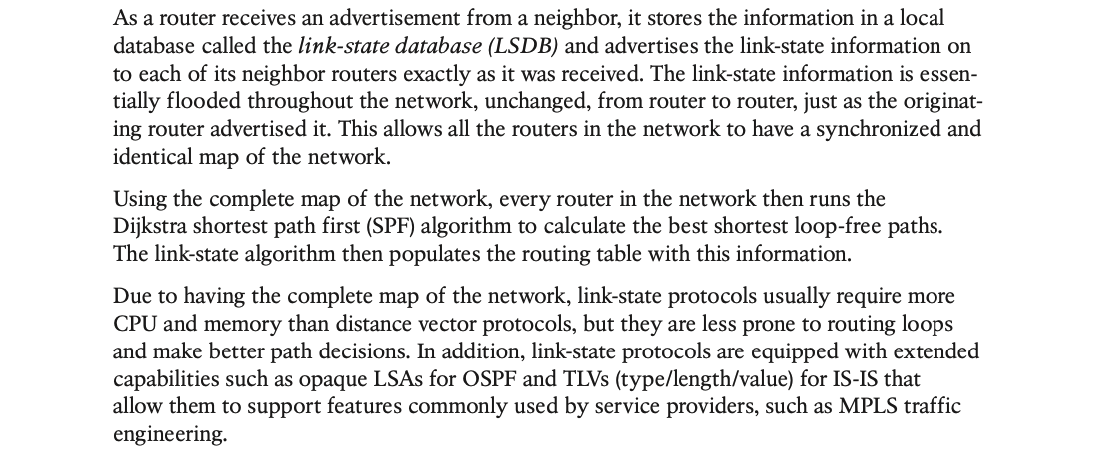 As a router receives an advertisement from a neighbor, it stores the information in a local
database called the link-state database (LSDB) and advertises the link-state information on
to each of its neighbor routers exactly as it was received. The link-state information is essen-
tially flooded throughout the network, unchanged, from router to router, just as the originat-
ing router advertised it. This allows all the routers in the network to have a synchronized and
identical map of the network.
Using the complete map of the network, every router in the network then runs the
Dijkstra shortest path first (SPF) algorithm to calculate the best shortest loop-free paths.
The link-state algorithm then populates the routing table with this information.
Due to having the complete map of the network, link-state protocols usually require more
CPU and memory than distance vector protocols, but they are less prone to routing loops
and make better path decisions. In addition, link-state protocols are equipped with extended
capabilities such as opaque LSAs for OSPF and TLVs (type/length/value) for IS-IS that
allow them to support features commonly used by service providers, such as MPLS traffic
engineering.